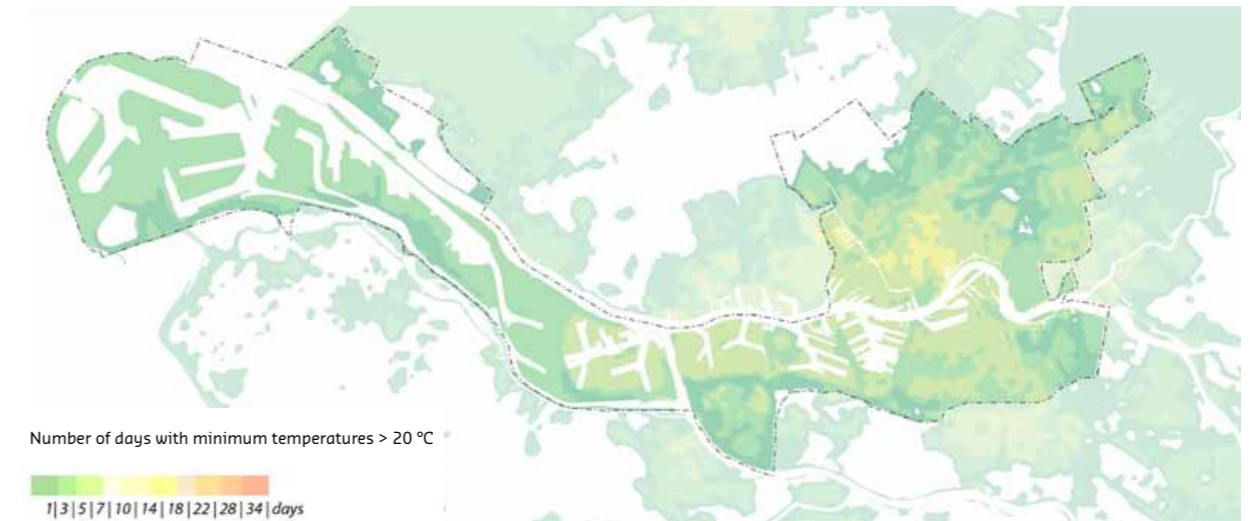 Number of days with minimum temperatures > 20 °C
1|3|5|7|10|14|18|22|28|34|days